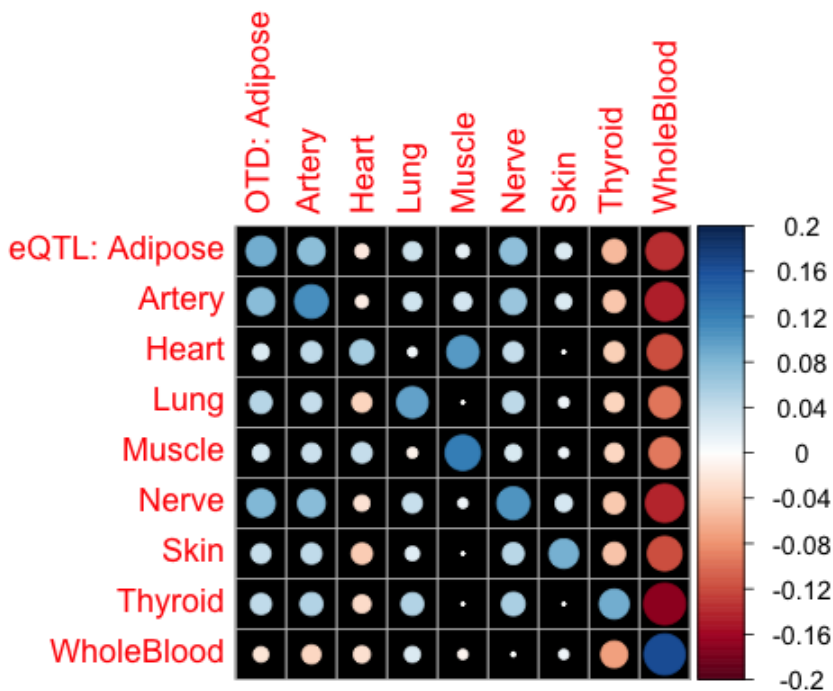 OTD: Adipose
Artery
Heart
Lung
Muscle
Nerve
Skin
Thyroid
WholeBlood
eQTL: Adipose
Artery
Heart
Lung
Muscle
Nerve
Skin
Thyroid
WholeBlood
0.2
0.16
0.12
0.08
0.04
0
-0.04
-0.08
-0.12
-0.16
-0.2